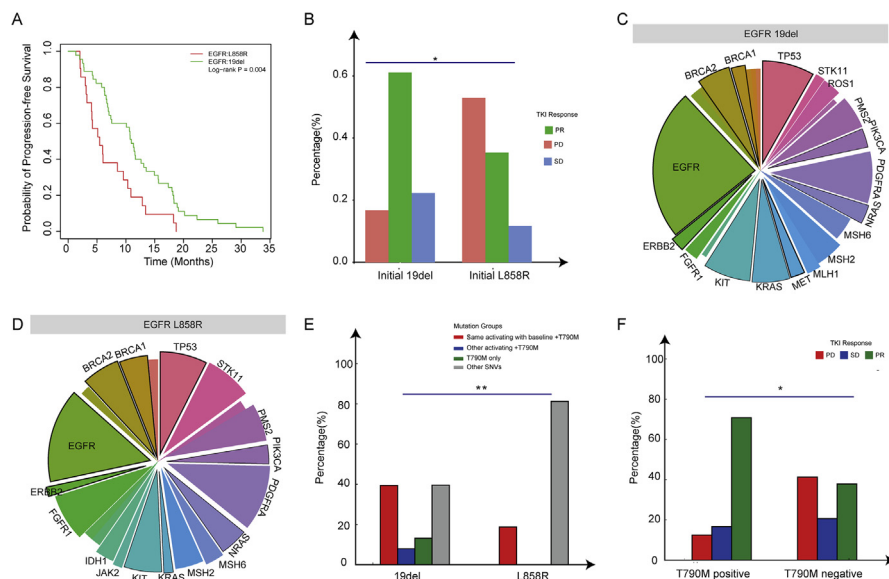 A
EGFR:L858R
EGFR:19del
Log-rank P = 0.004
Probability of Progression-free Survival
1.0
0.8
0.6
0.4
0.2
0.0
0 5 10 15 20 25 30 35
Time (Months)
B
*
TKI Response
PR
PD
SD
Percentage(%)
0.6
0.4
0.2
0.0
Initial 19del
Initial L858R
C
EGFR 19del
BRCA2
BRCA1
TP53
STK11
ROS1
PMS2
PIK3CA
PDGFRA
NRAS
MSH6
MSH2
MLH1
MET
KRAS
KIT
FGFR1
ERBB2
EGFR
D
EGFR L858R
BRCA2
BRCA1
TP53
STK11
PMS2
PIK3CA
PDGFRA
NRAS
MSH6
MSH2
KRAS
KIT
JAK2
IDH1
FGFR1
ERBB2
EGFR
E
Mutation Groups
Same activating with baseline +T790M
Other activating +T790M
T790M only
Other SNVs
**
Percentage(%)
100
80
60
40
20
0
19del
L858R
F
TKI Response
PD SD PR
*
Percentage(%)
100
80
60
40
20
0
T790M positive
T790M negative